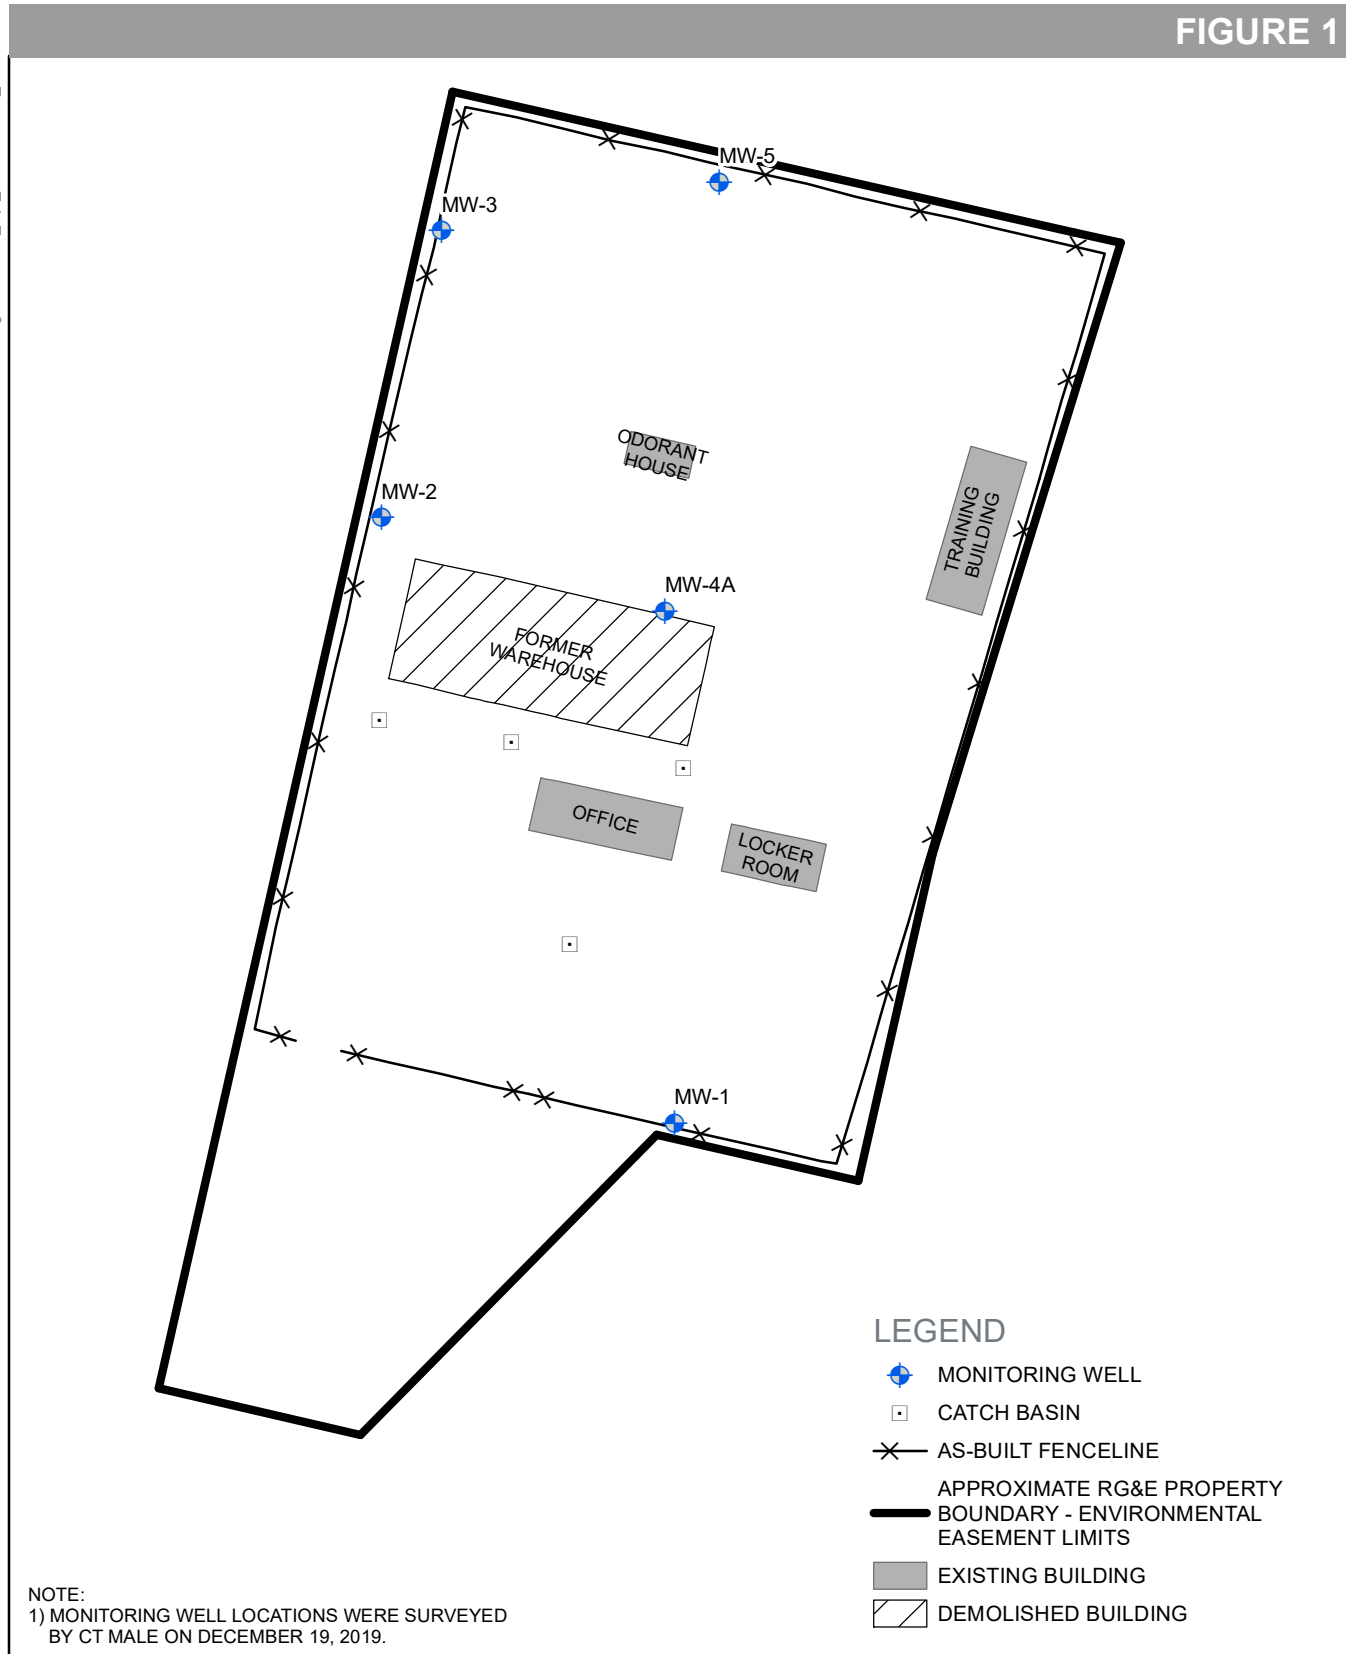 FIGURE 1
MW-5
MW-3
ODORANT
HOUSE
MW-2
TRAINING
BUILDING
MW-4A
FORMER
WAREHOUSE
OFFICE
LOCKER
ROOM
MW-1
LEGEND
MONITORING WELL
CATCH BASIN
AS-BUILT FENCELINE
APPROXIMATE RG&E PROPERTY
BOUNDARY - ENVIRONMENTAL
EASEMENT LIMITS
EXISTING BUILDING
DEMOLISHED BUILDING
NOTE:
1) MONITORING WELL LOCATIONS WERE SURVEYED
BY CT MALE ON DECEMBER 19, 2019.